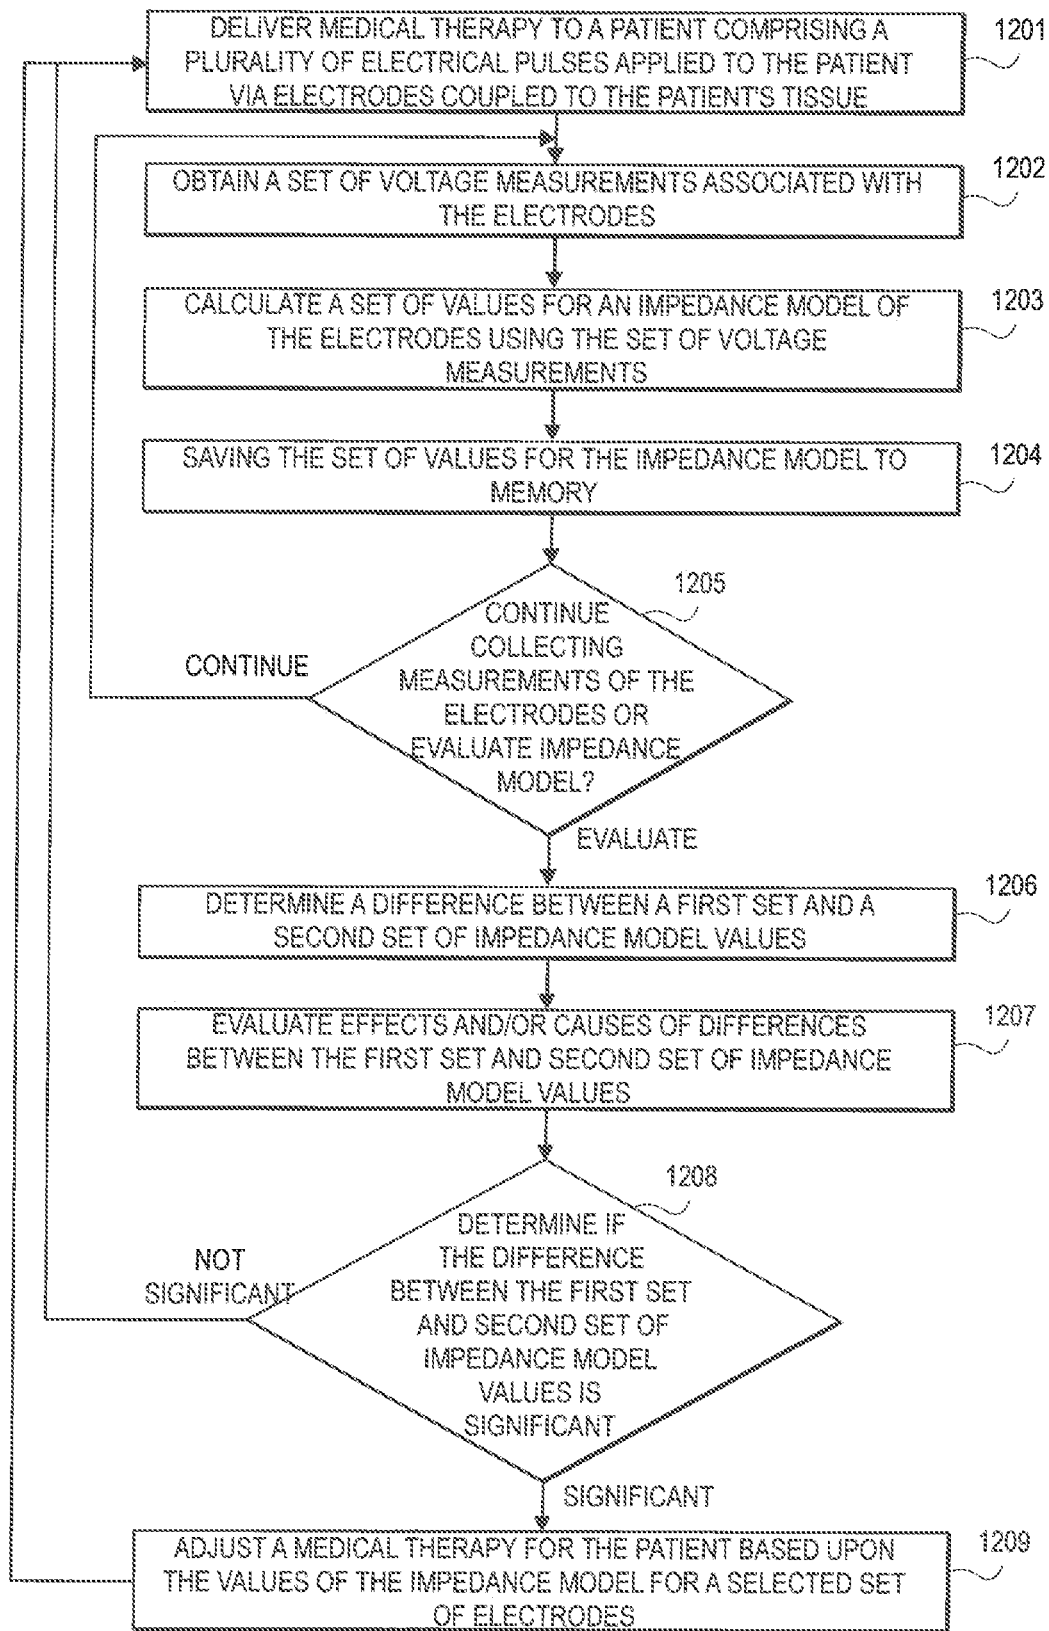 DELIVER MEDICAL THERAPY TO A PATIENT COMPRISING A
PLURALITY OF ELECTRICAL PULSES APPLIED TO THE PATIENT
VIA ELECTRODES COUPLED TO THE PATIENT'S TISSUE
1201
OBTAIN A SET OF VOLTAGE MEASUREMENTS ASSOCIATED WITH
THE ELECTRODES
1202
CALCULATE A SET OF VALUES FOR AN IMPEDANCE MODEL OF
THE ELECTRODES USING THE SET OF VOLTAGE
MEASUREMENTS
1203
SAVING THE SET OF VALUES FOR THE IMPEDANCE MODEL TO
MEMORY
1204
1205
CONTINUE
COLLECTING
MEASUREMENTS OF THE
ELECTRODES OR
EVALUATE IMPEDANCE
MODEL?
CONTINUE
EVALUATE
DETERMINE A DIFFERENCE BETWEEN A FIRST SET AND A
SECOND SET OF IMPEDANCE MODEL VALUES
1206
EVALUATE EFFECTS AND/OR CAUSES OF DIFFERENCES
BETWEEN THE FIRST SET AND SECOND SET OF IMPEDANCE
MODEL VALUES
1207
1208
DETERMINE IF
THE DIFFERENCE
BETWEEN THE FIRST SET
AND SECOND SET OF
IMPEDANCE MODEL
VALUES IS
SIGNIFICANT
NOT
SIGNIFICANT
SIGNIFICANT
ADJUST A MEDICAL THERAPY FOR THE PATIENT BASED UPON
THE VALUES OF THE IMPEDANCE MODEL FOR A SELECTED SET
OF ELECTRODES
1209